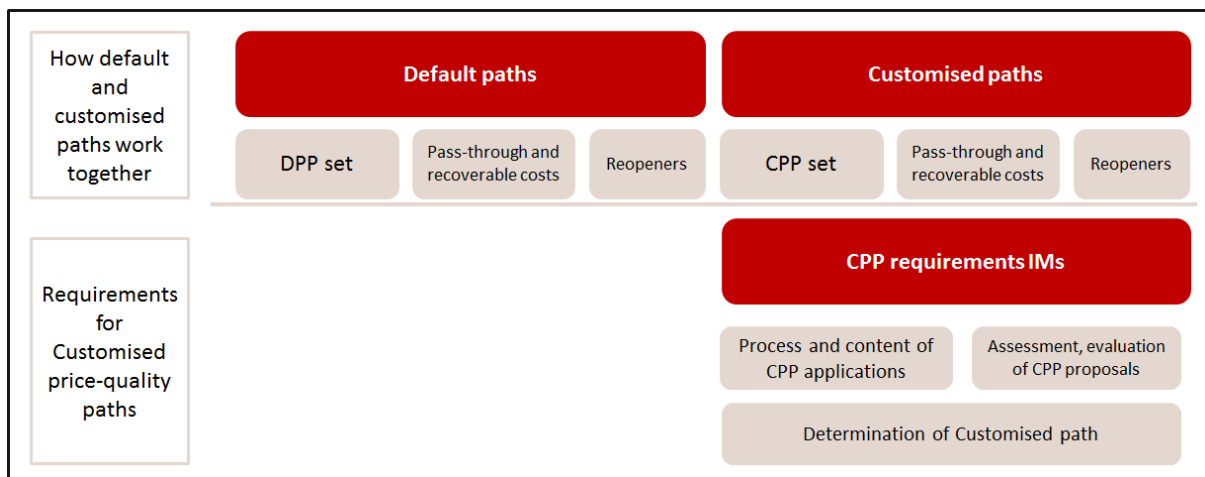 How default
and
customised
paths work
together
Default paths
Customised paths
DPP set
Pass-through and
recoverable costs
Reopeners
CPP set
Pass-through and
recoverable costs
Reopeners
Requirements
for
Customised
price-quality
paths
CPP requirements IMs
Process and content of
CPP applications
Assessment, evaluation
of CPP proposals
Determination of Customised path